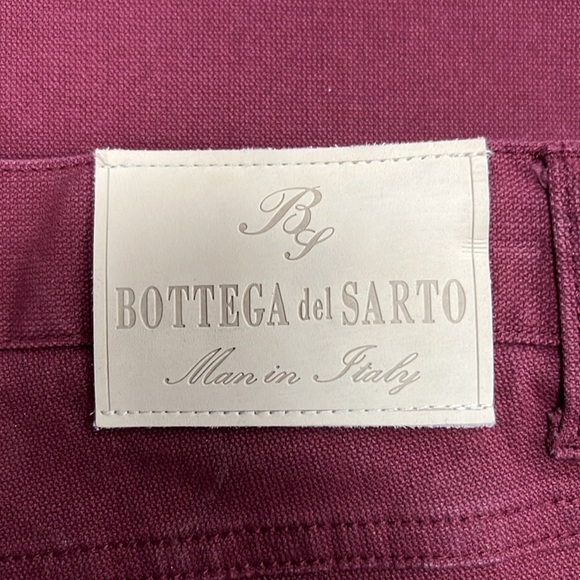 BS
BOTTEGA del SARTO
Man in Italy